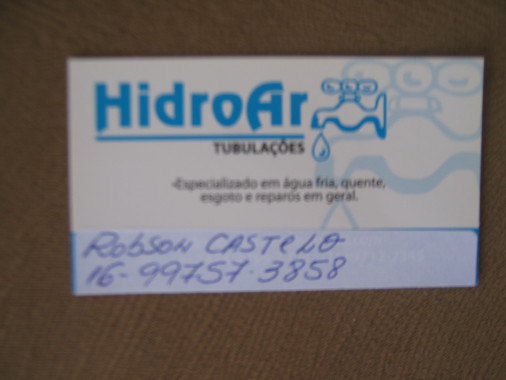 HidroAr
TUBULAÇÕES
•Especializado em água fria, quente,
esgoto e reparos em geral.
ROBSON CASTELO
16-99757-3858